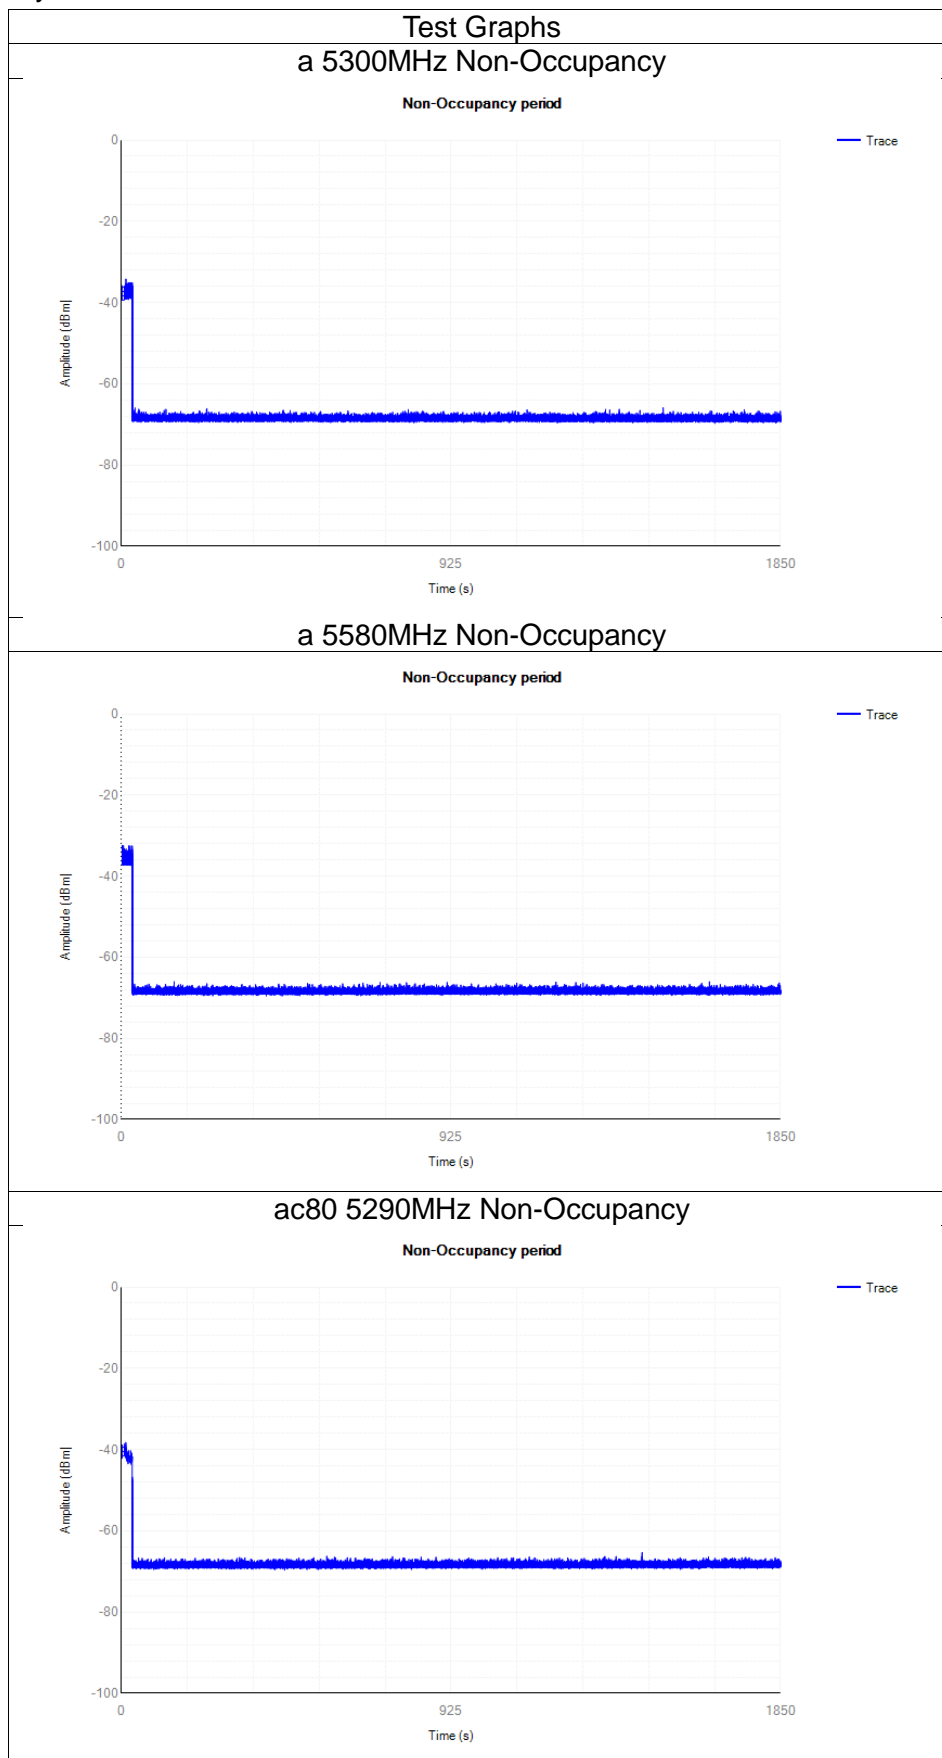 Test Graphs
a 5300MHz Non-Occupancy
Non-Occupancy period
Trace
0
-20
-40
-60
-80
-100
Amplitude [dBm]
0 925 1850
Time (s)
a 5580MHz Non-Occupancy
Non-Occupancy period
Trace
0
-20
-40
-60
-80
-100
Amplitude [dBm]
0 925 1850
Time (s)
ac80 5290MHz Non-Occupancy
Non-Occupancy period
Trace
0
-20
-40
-60
-80
-100
Amplitude [dBm]
0 925 1850
Time (s)